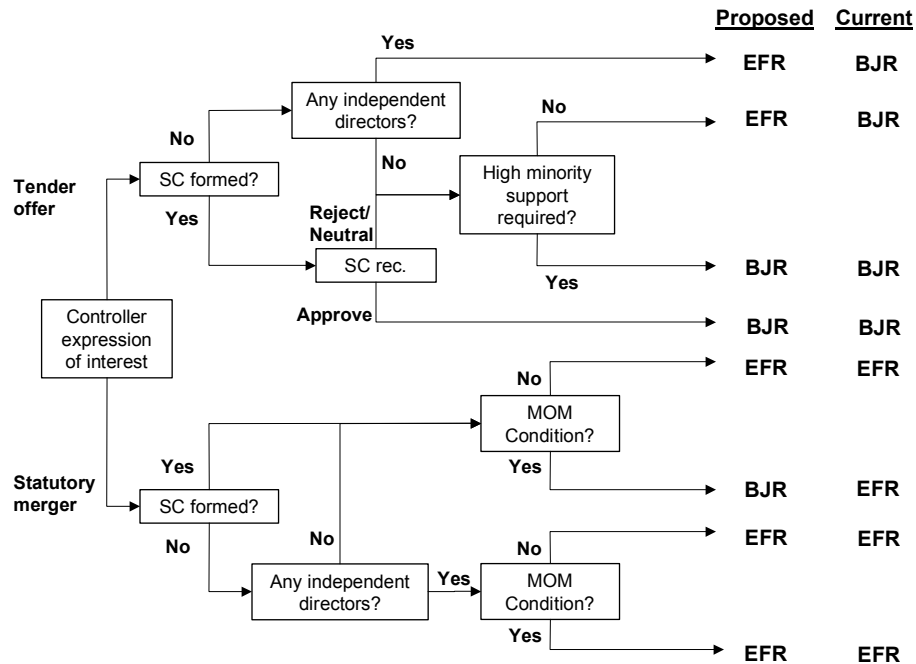 Proposed Current
Yes
EFR BJR
Any independent
directors?
No
EFR BJR
No
No
SC formed?
High minority
support
required?
Tender
offer
Yes
Reject/
Neutral
SC rec.
BJR BJR
Yes
Approve
BJR BJR
Controller
expression
of interest
EFR EFR
No
MOM
Condition?
Yes
Yes
Statutory
merger
SC formed?
BJR EFR
No
No
No
EFR EFR
Any independent
directors?
Yes
MOM
Condition?
Yes
EFR EFR